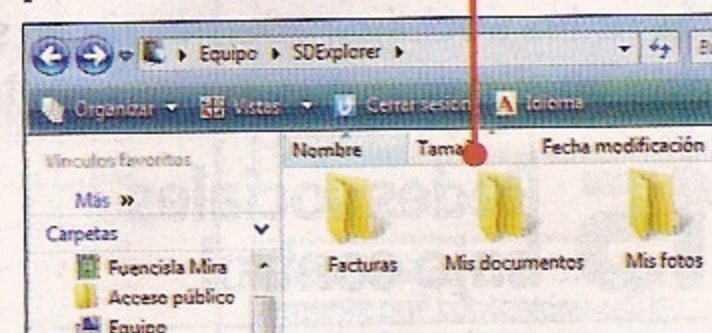 Equipo SDExplorer
Organizar Vistas Cerrar sesión Idioma
Vínculos favoritos
Más »
Carpetas
Fuencisla Mira
Acceso público
Equipo
Nombre Fecha modificación
Facturas Mis documentos Mis fotos